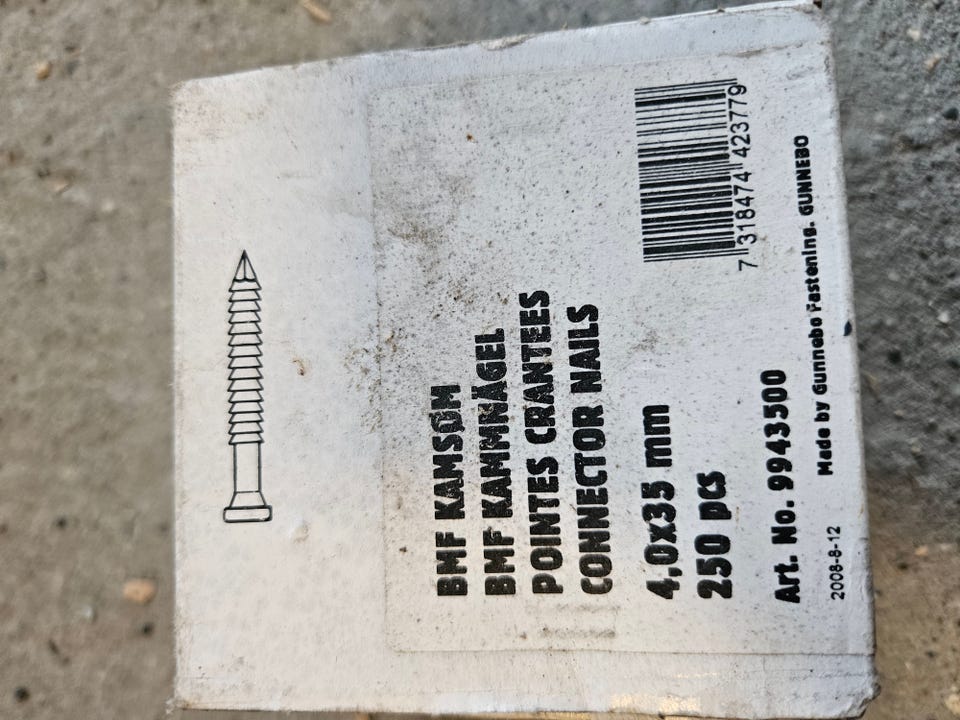 BMF KAMSØM
BMF KAMMNÄGEL
POINTES CRANTEES
CONNECTOR NAILS
4,0x35 mm
250 pcs
7 318474 423779
Art. No. 9943500
Made by Gunnebo Fastening. GUNNEBO
2008-8-12